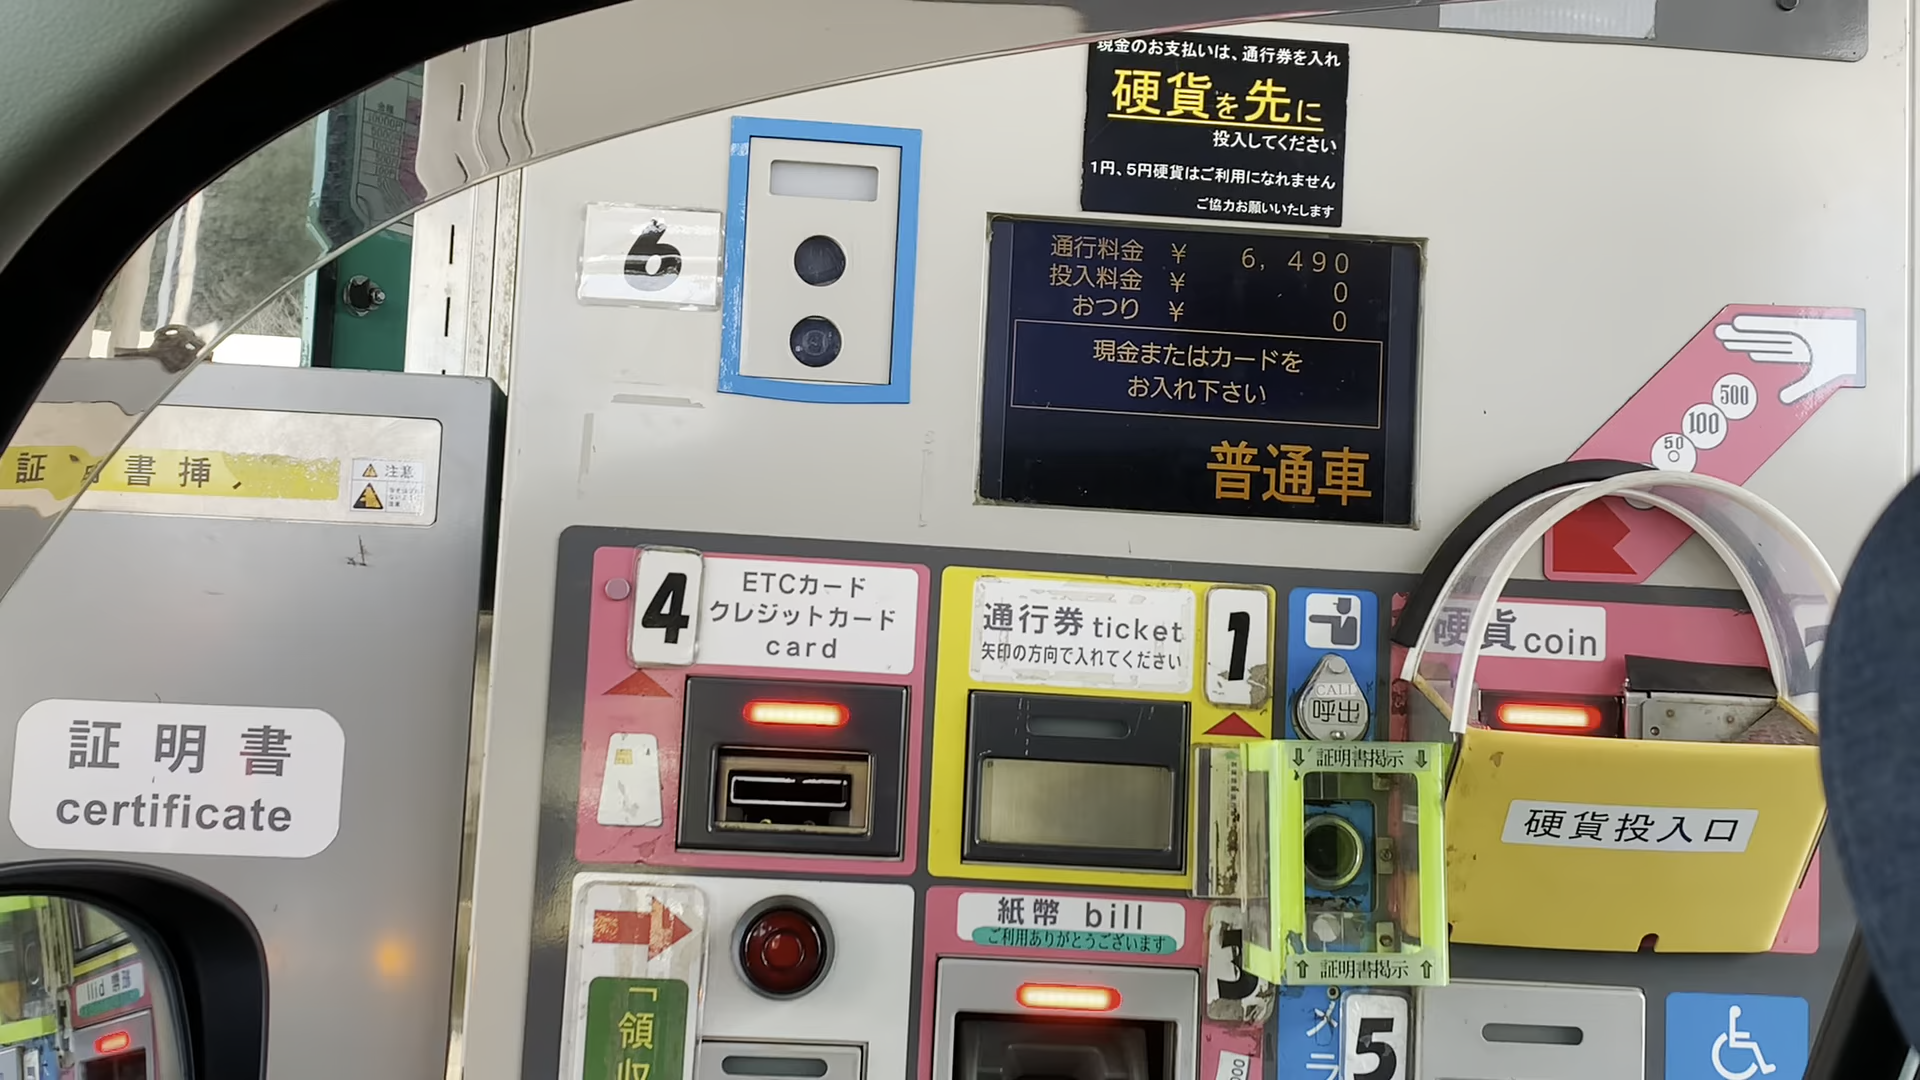 現金のお支払いは、通行券を入れ
硬貨を先に
投入してください
1円、5円硬貨はご利用になれません
ご協力お願いいたします
6
通行料金 ¥ 6,490
投入料金 ¥ 0
おつり ¥ 0
現金またはカードを
お入れ下さい
普通車
500
100
50
証明書挿
注意
4
ETCカード
クレジットカード
card
通行券 ticket
矢印の方向で入れてください
1
CALL
呼出
硬貨 coin
証明書
certificate
↓ 証明書掲示 ↓
硬貨投入口
紙幣 bill
ご利用ありがとうございます
3
↑ 証明書掲示 ↑
「領収
メラ
5